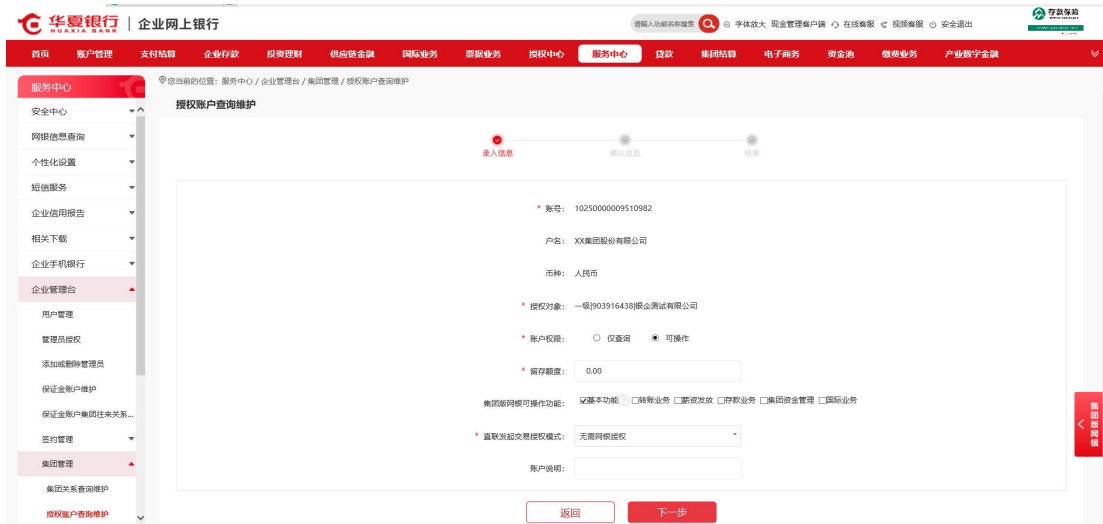 华夏银行 企业网上银行
HUAXIA BANK
请输入功能名称搜索 字体放大 现金管理客户端 在线客服 视频客服 安全退出
存款保险
首页 账户管理 支付结算 企业存款 投资理财 供应链金融 国际业务 票据业务 授权中心 服务中心 贷款 集团结算 电子商务 资金池 缴费业务 产业数字金融
服务中心
安全中心
网银信息查询
个性化设置
短信服务
企业信用报告
相关下载
企业手机银行
企业管理台
用户管理
管理员授权
添加或删除管理员
保证金账户维护
保证金账户集团往来关系...
签约管理
集团管理
集团关系查询维护
授权账户查询维护
您当前的位置：服务中心 / 企业管理台 / 集团管理 / 授权账户查询维护
授权账户查询维护
录入信息 确认信息 结果
* 账号： 10250000009510982
户名： XX集团股份有限公司
币种： 人民币
* 授权对象： 一级|903916438|银企测试有限公司
* 账户权限： 仅查询 可操作
* 留存额度： 0.00
集团版网银可操作功能： 基本功能 ? 转账业务 薪资发放 存款业务 集团资金管理 国际业务
* 直联发起交易授权模式： 无需网银授权
账户说明：
返回 下一步
集团版网银